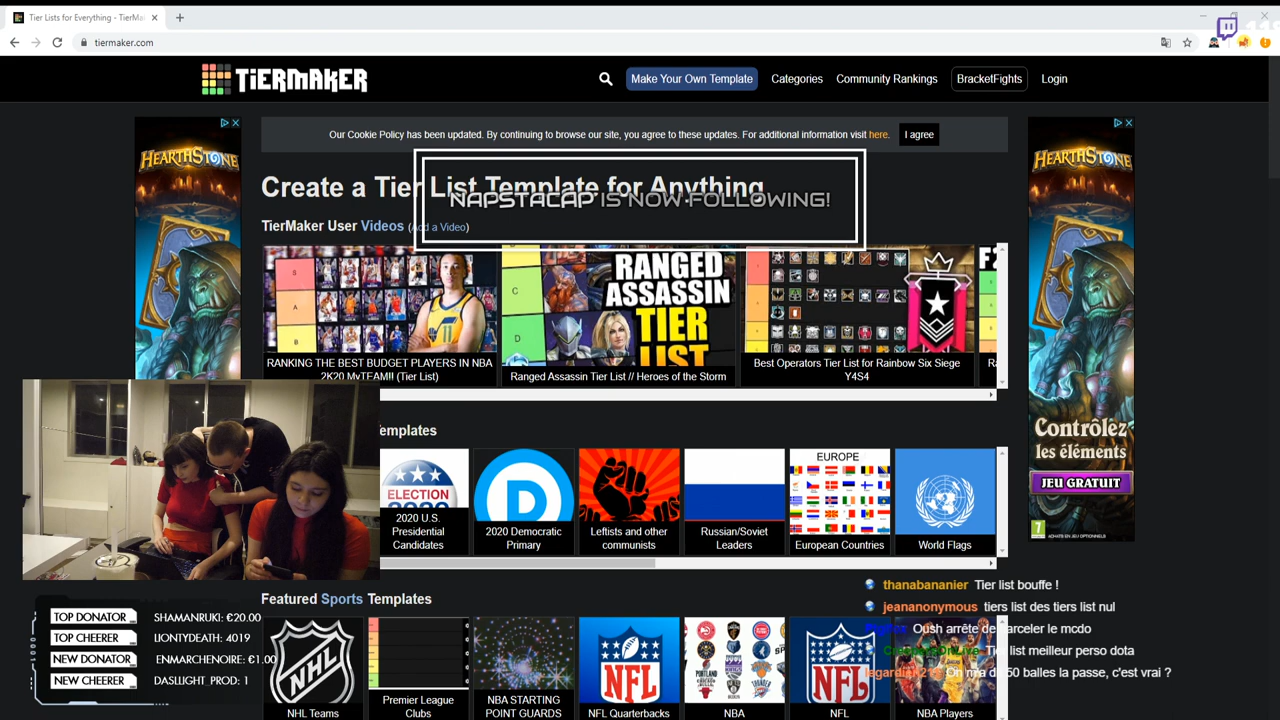 Tier Lists for Everything - TierMa
tiermaker.com
TIERMAKER
Make Your Own Template
Categories
Community Rankings
BracketFights
Login
HEARTHSTONE
Our Cookie Policy has been updated. By continuing to browse our site, you agree to these updates. For additional information visit here.
I agree
HEARTHSTONE
Create a Tier List Template for Anything
NAPSTACAP IS NOW FOLLOWING!
TierMaker User Videos (Add a Video)
S
A
B
C
D
RANGED
ASSASSIN
TIER
LIST
RANKING THE BEST BUDGET PLAYERS IN NBA
2K20 MyTEAM!! (Tier List)
Ranged Assassin Tier List // Heroes of the Storm
Best Operators Tier List for Rainbow Six Siege
Y4S4
Contrôlez
les éléments
JEU GRATUIT
7
emplates
ELECTION
2020
D
EUROPE
2020 U.S.
Presidential
Candidates
2020 Democratic
Primary
Leftists and other
communists
Russian/Soviet
Leaders
European Countries
World Flags
Featured Sports Templates
NHL
NFL
NFL
NHL Teams
Premier League
Clubs
NBA STARTING
POINT GUARDS
NFL Quarterbacks
NBA
NFL
NBA Players
TOP DONATOR SHAMANRUKI: €20.00
TOP CHEERER LIONTYDEATH: 4019
NEW DONATOR ENMARCHENOIRE: €1.00
NEW CHEERER DASLLIGHT_PROD: 1
thanabananier Tier list bouffe !
jeananonymous tiers list des tiers list nul
Oush arrête de harceler le mcdo
Tier list meilleur perso dota
50 balles la passe, c'est vrai ?